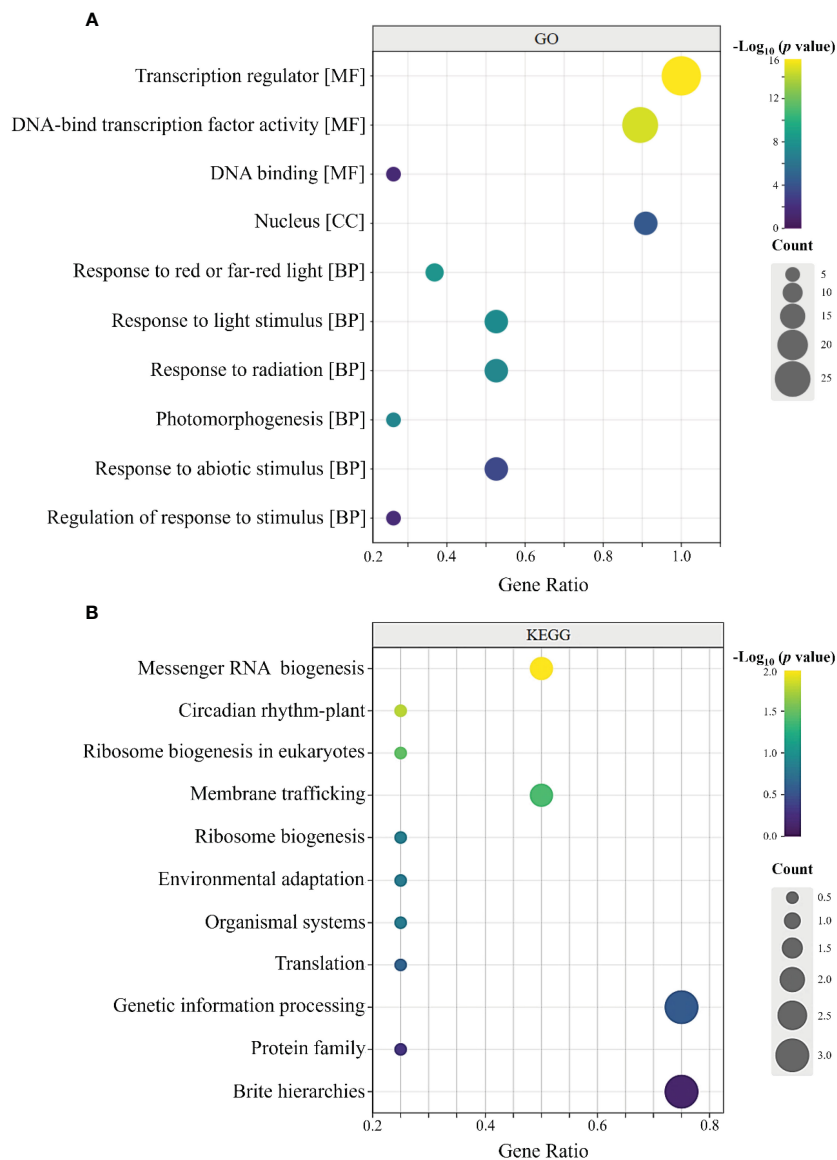 A
GO
-Log10 (p value)
Transcription regulator [MF]
DNA-bind transcription factor activity [MF]
DNA binding [MF]
Nucleus [CC]
Response to red or far-red light [BP]
Response to light stimulus [BP]
Response to radiation [BP]
Photomorphogenesis [BP]
Response to abiotic stimulus [BP]
Regulation of response to stimulus [BP]
16
12
8
4
0
Count
5
10
15
20
25
0.2 0.4 0.6 0.8 1.0
Gene Ratio
B
KEGG
-Log10 (p value)
Messenger RNA biogenesis
Circadian rhythm-plant
Ribosome biogenesis in eukaryotes
Membrane trafficking
Ribosome biogenesis
Environmental adaptation
Organismal systems
Translation
Genetic information processing
Protein family
Brite hierarchies
2.0
1.5
1.0
0.5
0.0
Count
0.5
1.0
1.5
2.0
2.5
3.0
0.2 0.4 0.6 0.8
Gene Ratio